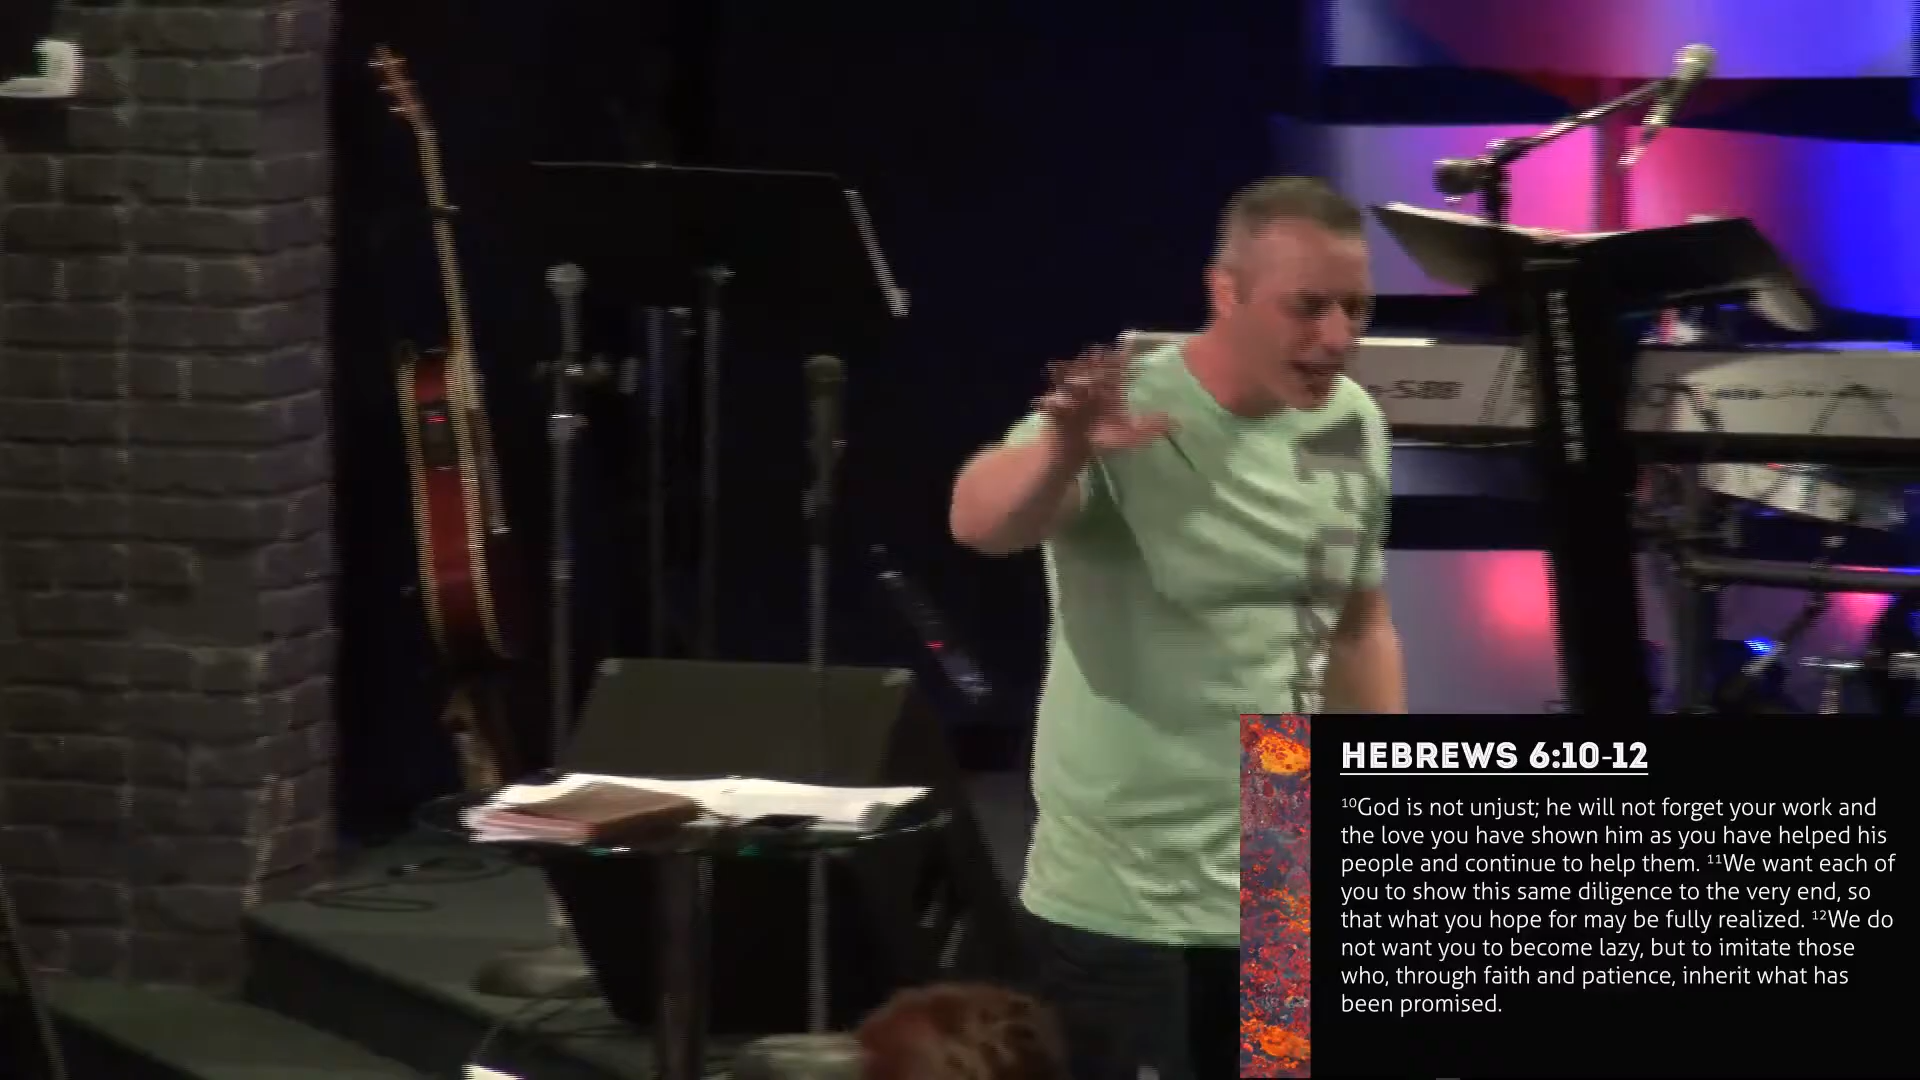 HEBREWS 6:10-12
¹⁰God is not unjust; he will not forget your work and
the love you have shown him as you have helped his
people and continue to help them. ¹¹We want each of
you to show this same diligence to the very end, so
that what you hope for may be fully realized. ¹²We do
not want you to become lazy, but to imitate those
who, through faith and patience, inherit what has
been promised.